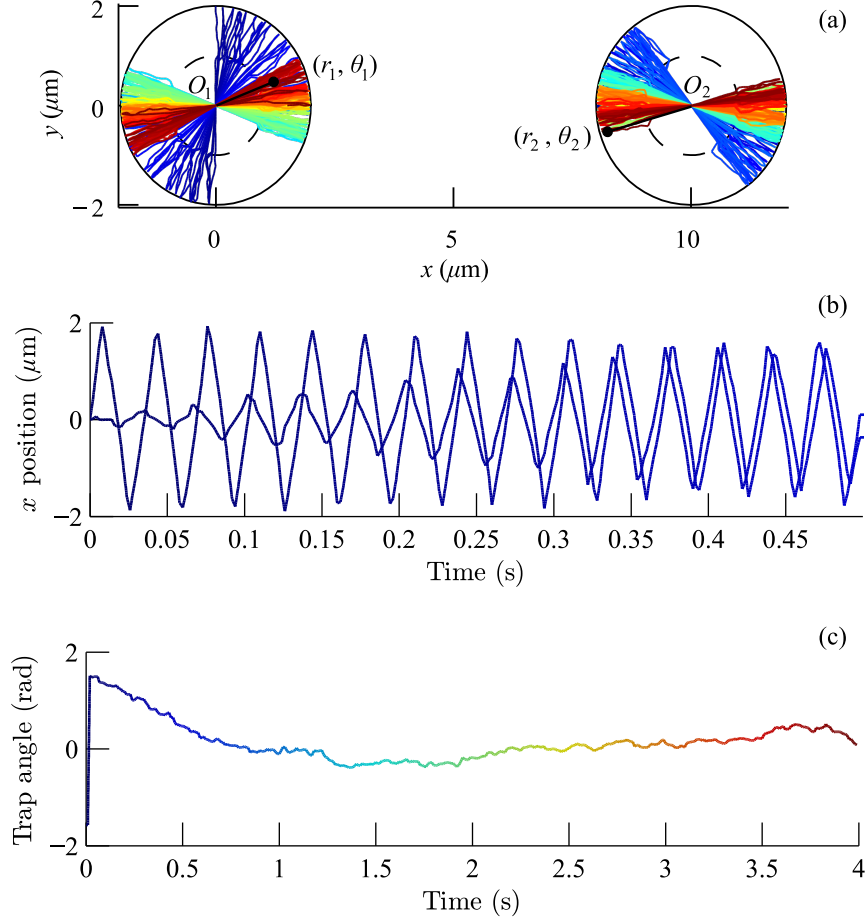 (a)
2
0
−2
y (μm)
O1
(r1, θ1)
O2
(r2, θ2)
0 5 10
x (μm)
(b)
2
0
−2
x position (μm)
0 0.05 0.1 0.15 0.2 0.25 0.3 0.35 0.4 0.45
Time (s)
(c)
2
0
−2
Trap angle (rad)
0 0.5 1 1.5 2 2.5 3 3.5 4
Time (s)